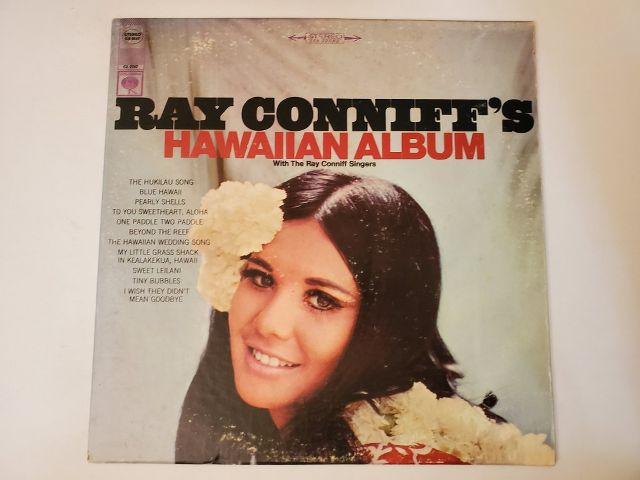 STEREO
STEREO
RAY CONNIFF'S
HAWAIIAN ALBUM
With The Ray Conniff Singers
THE HUKILAU SONG
BLUE HAWAII
PEARLY SHELLS
TO YOU SWEETHEART, ALOHA
ONE PADDLE TWO PADDLE
BEYOND THE REEF
THE HAWAIIAN WEDDING SONG
MY LITTLE GRASS SHACK
IN KEALAKEKUA, HAWAII
SWEET LEILANI
TINY BUBBLES
I WISH THEY DIDN'T
MEAN GOODBYE